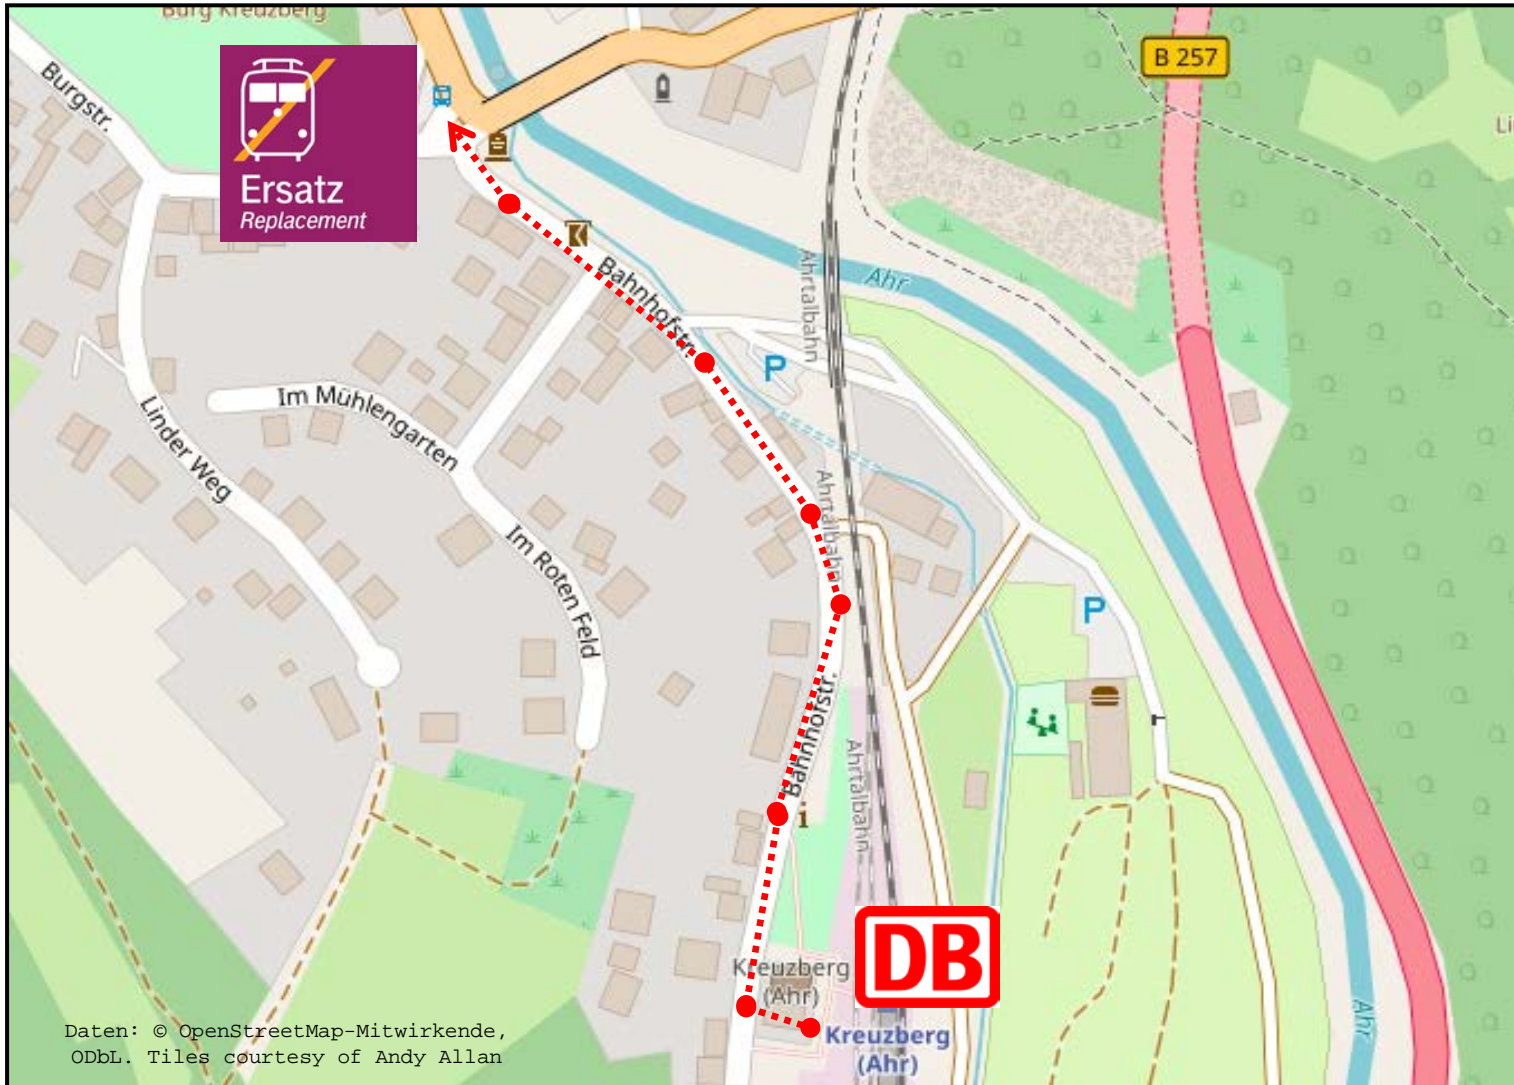 Burg Kreuzberg
B 257
Burgstr.
Ersatz
Replacement
Li
Bahnhofstr.
Ahrtalbahn
Ahr
P
Im Mühlengarten
Linder Weg
Ahrtalbahn
Im Roten Feld
P
Bahnhofstr.
Ahrtalbahn
i
DB
Kreuzberg
(Ahr)
Kreuzberg
(Ahr)
Ahr
Daten: © OpenStreetMap-Mitwirkende,
ODbL. Tiles courtesy of Andy Allan